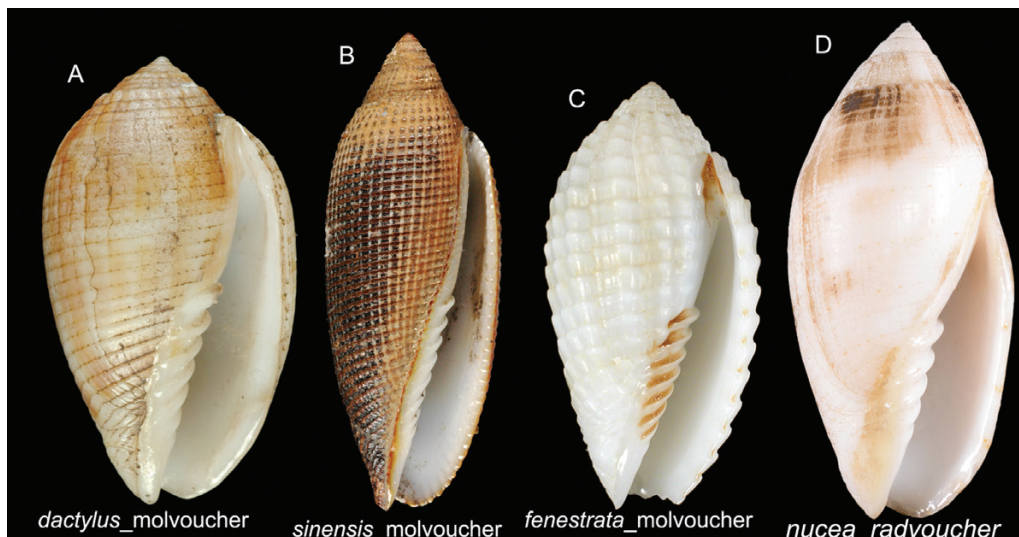 A
B
C
D
dactylus_molvoucher
sinensis_molvoucher
fenestrata_molvoucher
nucea_radvoucher